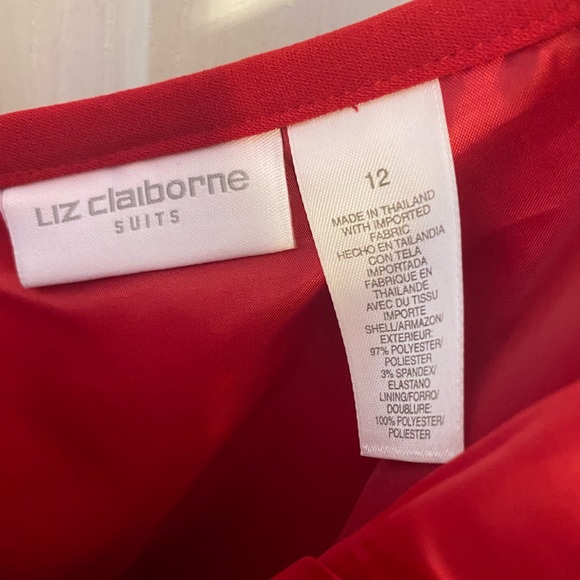 LIZ claiborne
SUITS
12
MADE IN THAILAND
WITH IMPORTED
FABRIC
HECHO EN TAILANDIA
CON TELA
IMPORTADA
FABRIQUE EN
THAILANDE
AVEC DU TISSU
IMPORTE
SHELL/ARMAZON/
EXTERIEUR:
97% POLYESTER/
POLIESTER
3% SPANDEX/
ELASTANO
LINING/FORRO/
DOUBLURE:
100% POLYESTER/
POLIESTER